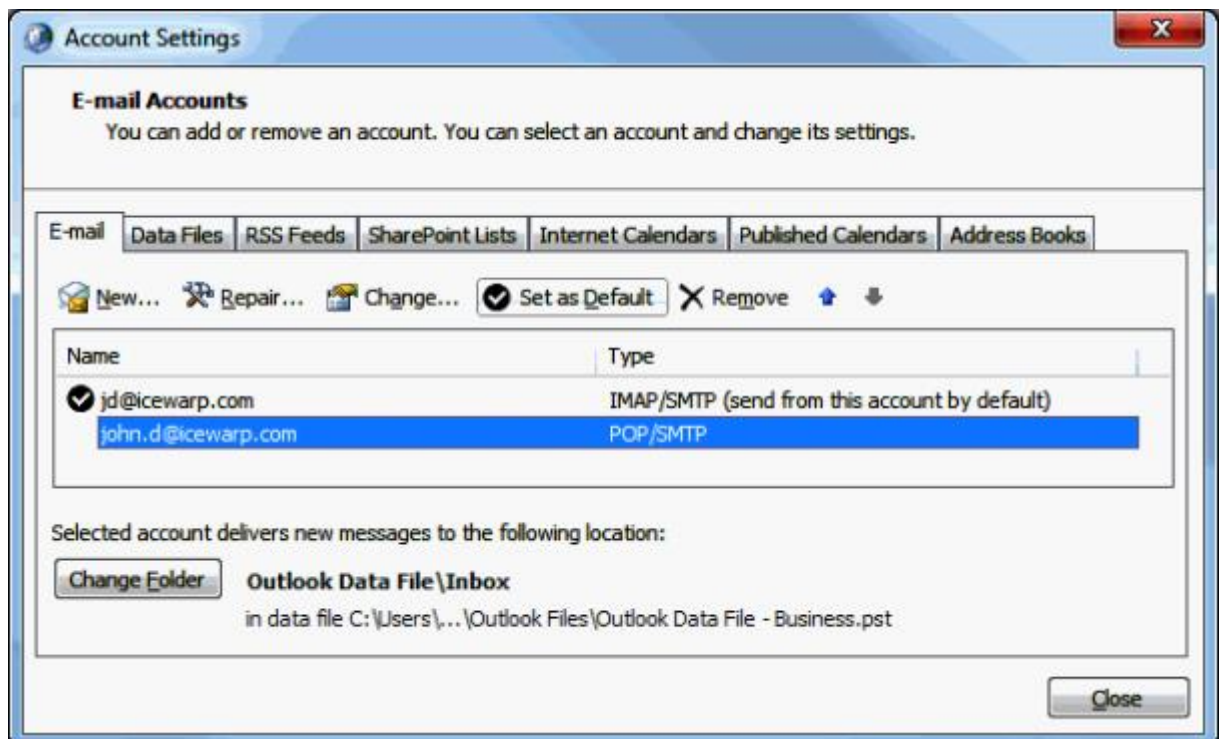 Account Settings
E-mail Accounts
You can add or remove an account. You can select an account and change its settings.
E-mail Data Files RSS Feeds SharePoint Lists Internet Calendars Published Calendars Address Books
New... Repair... Change... Set as Default Remove
Name Type
jd@icewarp.com IMAP/SMTP (send from this account by default)
john.d@icewarp.com POP/SMTP
Selected account delivers new messages to the following location:
Change Folder Outlook Data File\Inbox
in data file C:\Users\...\Outlook Files\Outlook Data File - Business.pst
Close